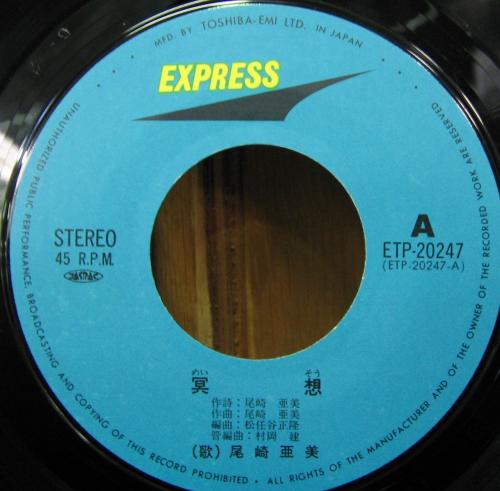 MFD. BY TOSHIBA-EMI LTD. IN JAPAN
EXPRESS
STEREO
45 R.P.M.
JASRAC
A
ETP-20247
(ETP-20247-A)
めい そう
冥 想
作詩:尾崎 亜美
作曲:尾崎 亜美
編曲:松任谷正隆
管編曲:村岡 建
(歌)尾崎亜美
UNAUTHORIZED PUBLIC PERFORMANCE, BROADCASTING AND COPYING OF THIS RECORD PROHIBITED • ALL RIGHTS OF THE MANUFACTURER AND OF THE OWNER OF THE RECORDED WORK ARE RESERVED